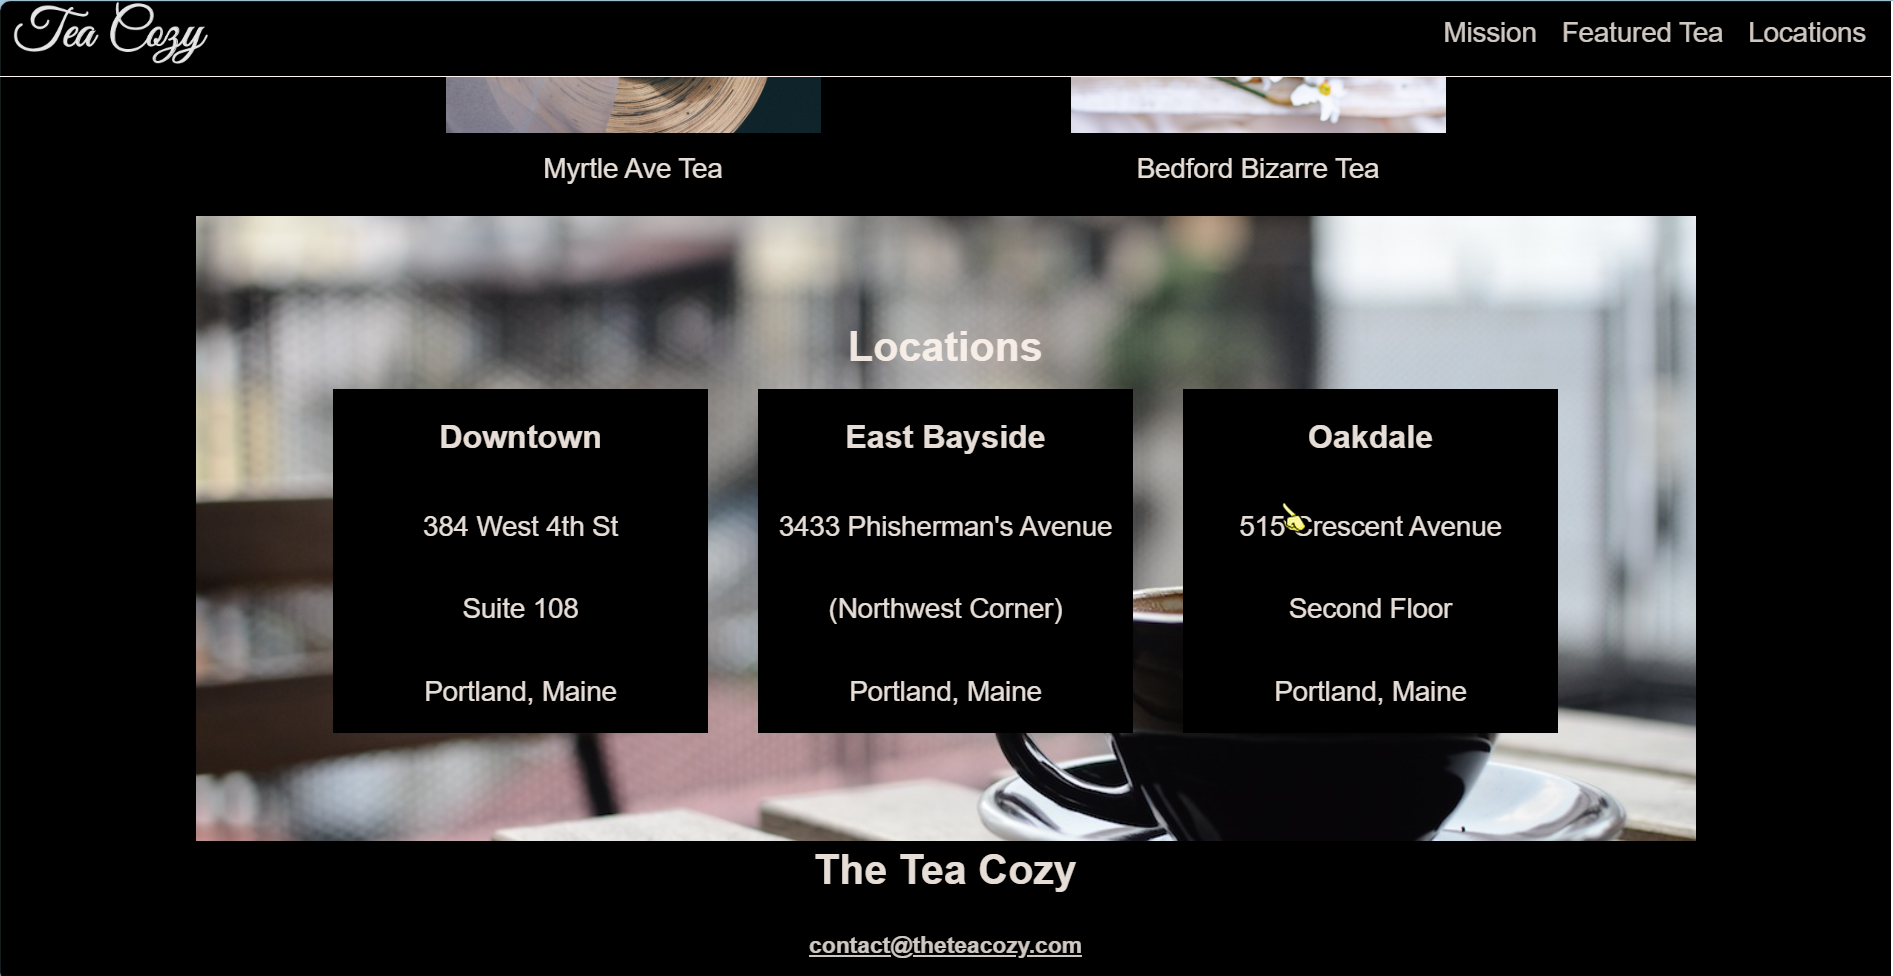 Tea Cozy
Mission Featured Tea Locations
Myrtle Ave Tea
Bedford Bizarre Tea
Locations
Downtown
384 West 4th St
Suite 108
Portland, Maine
East Bayside
3433 Phisherman's Avenue
(Northwest Corner)
Portland, Maine
Oakdale
515 Crescent Avenue
Second Floor
Portland, Maine
The Tea Cozy
contact@theteacozy.com